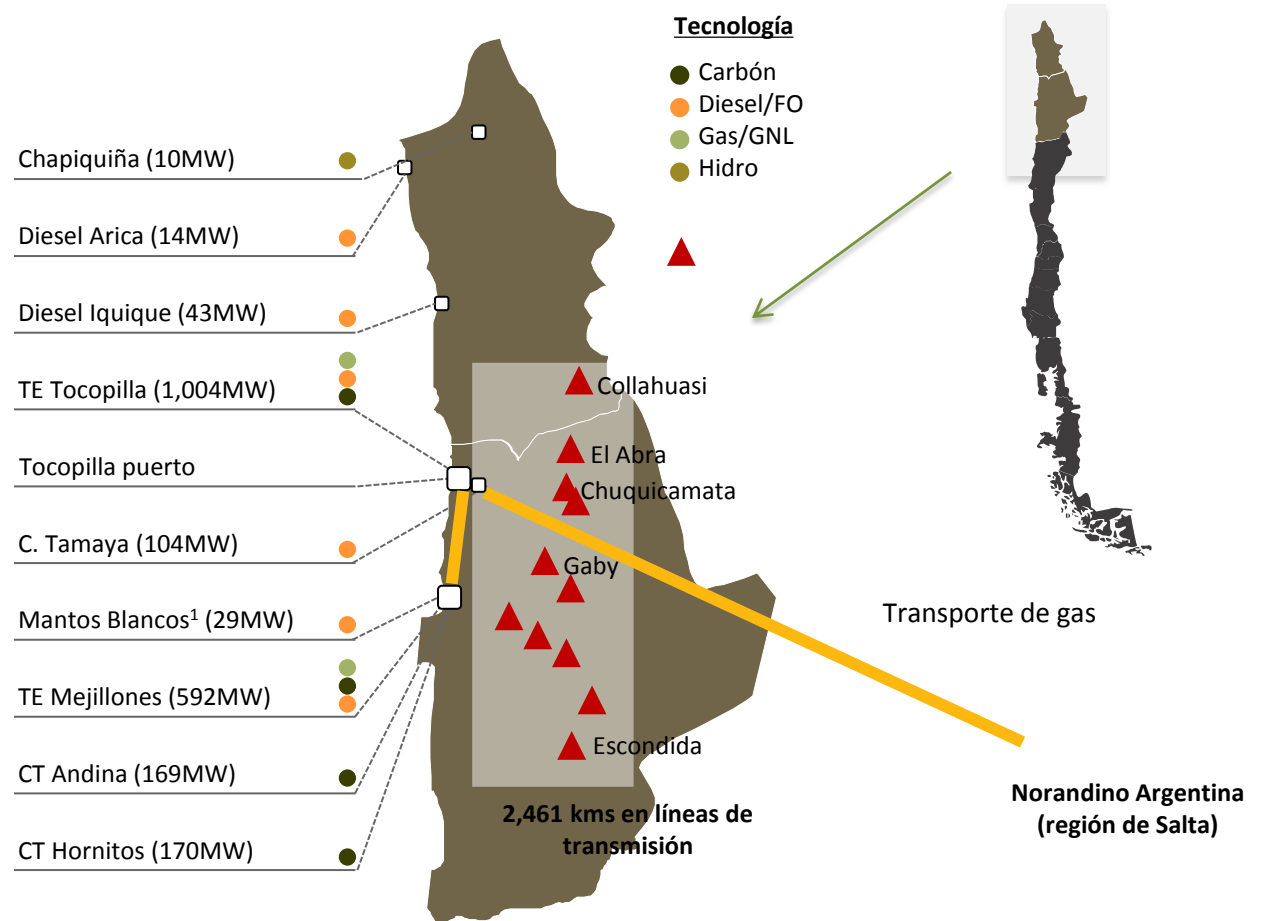 Tecnología
Carbón
Diesel/FO
Gas/GNL
Hidro
Chapiquiña (10MW)
Diesel Arica (14MW)
Diesel Iquique (43MW)
TE Tocopilla (1,004MW)
Tocopilla puerto
C. Tamaya (104MW)
Mantos Blancos¹ (29MW)
TE Mejillones (592MW)
CT Andina (169MW)
CT Hornitos (170MW)
Collahuasi
El Abra
Chuquicamata
Gaby
Escondida
2,461 kms en líneas de
transmisión
Transporte de gas
Norandino Argentina
(región de Salta)